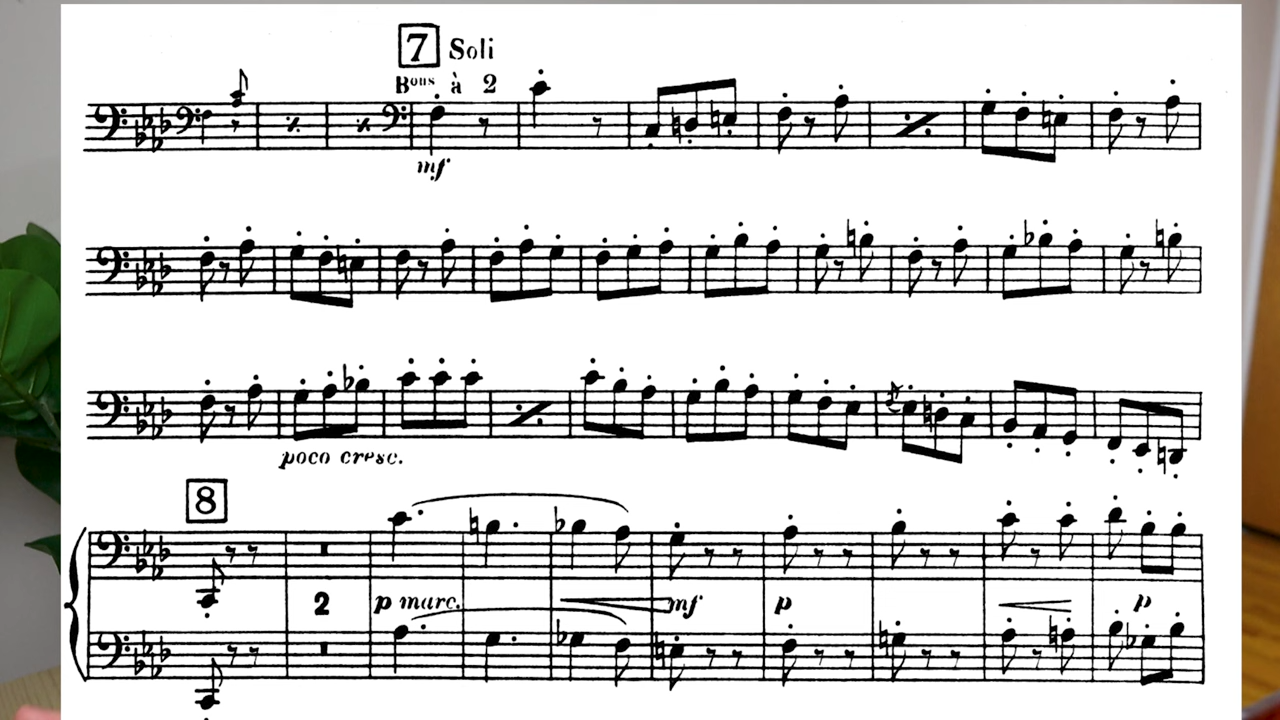 7 Soli
Bons à 2
mf
poco cresc.
8
2 p marc. mf p p